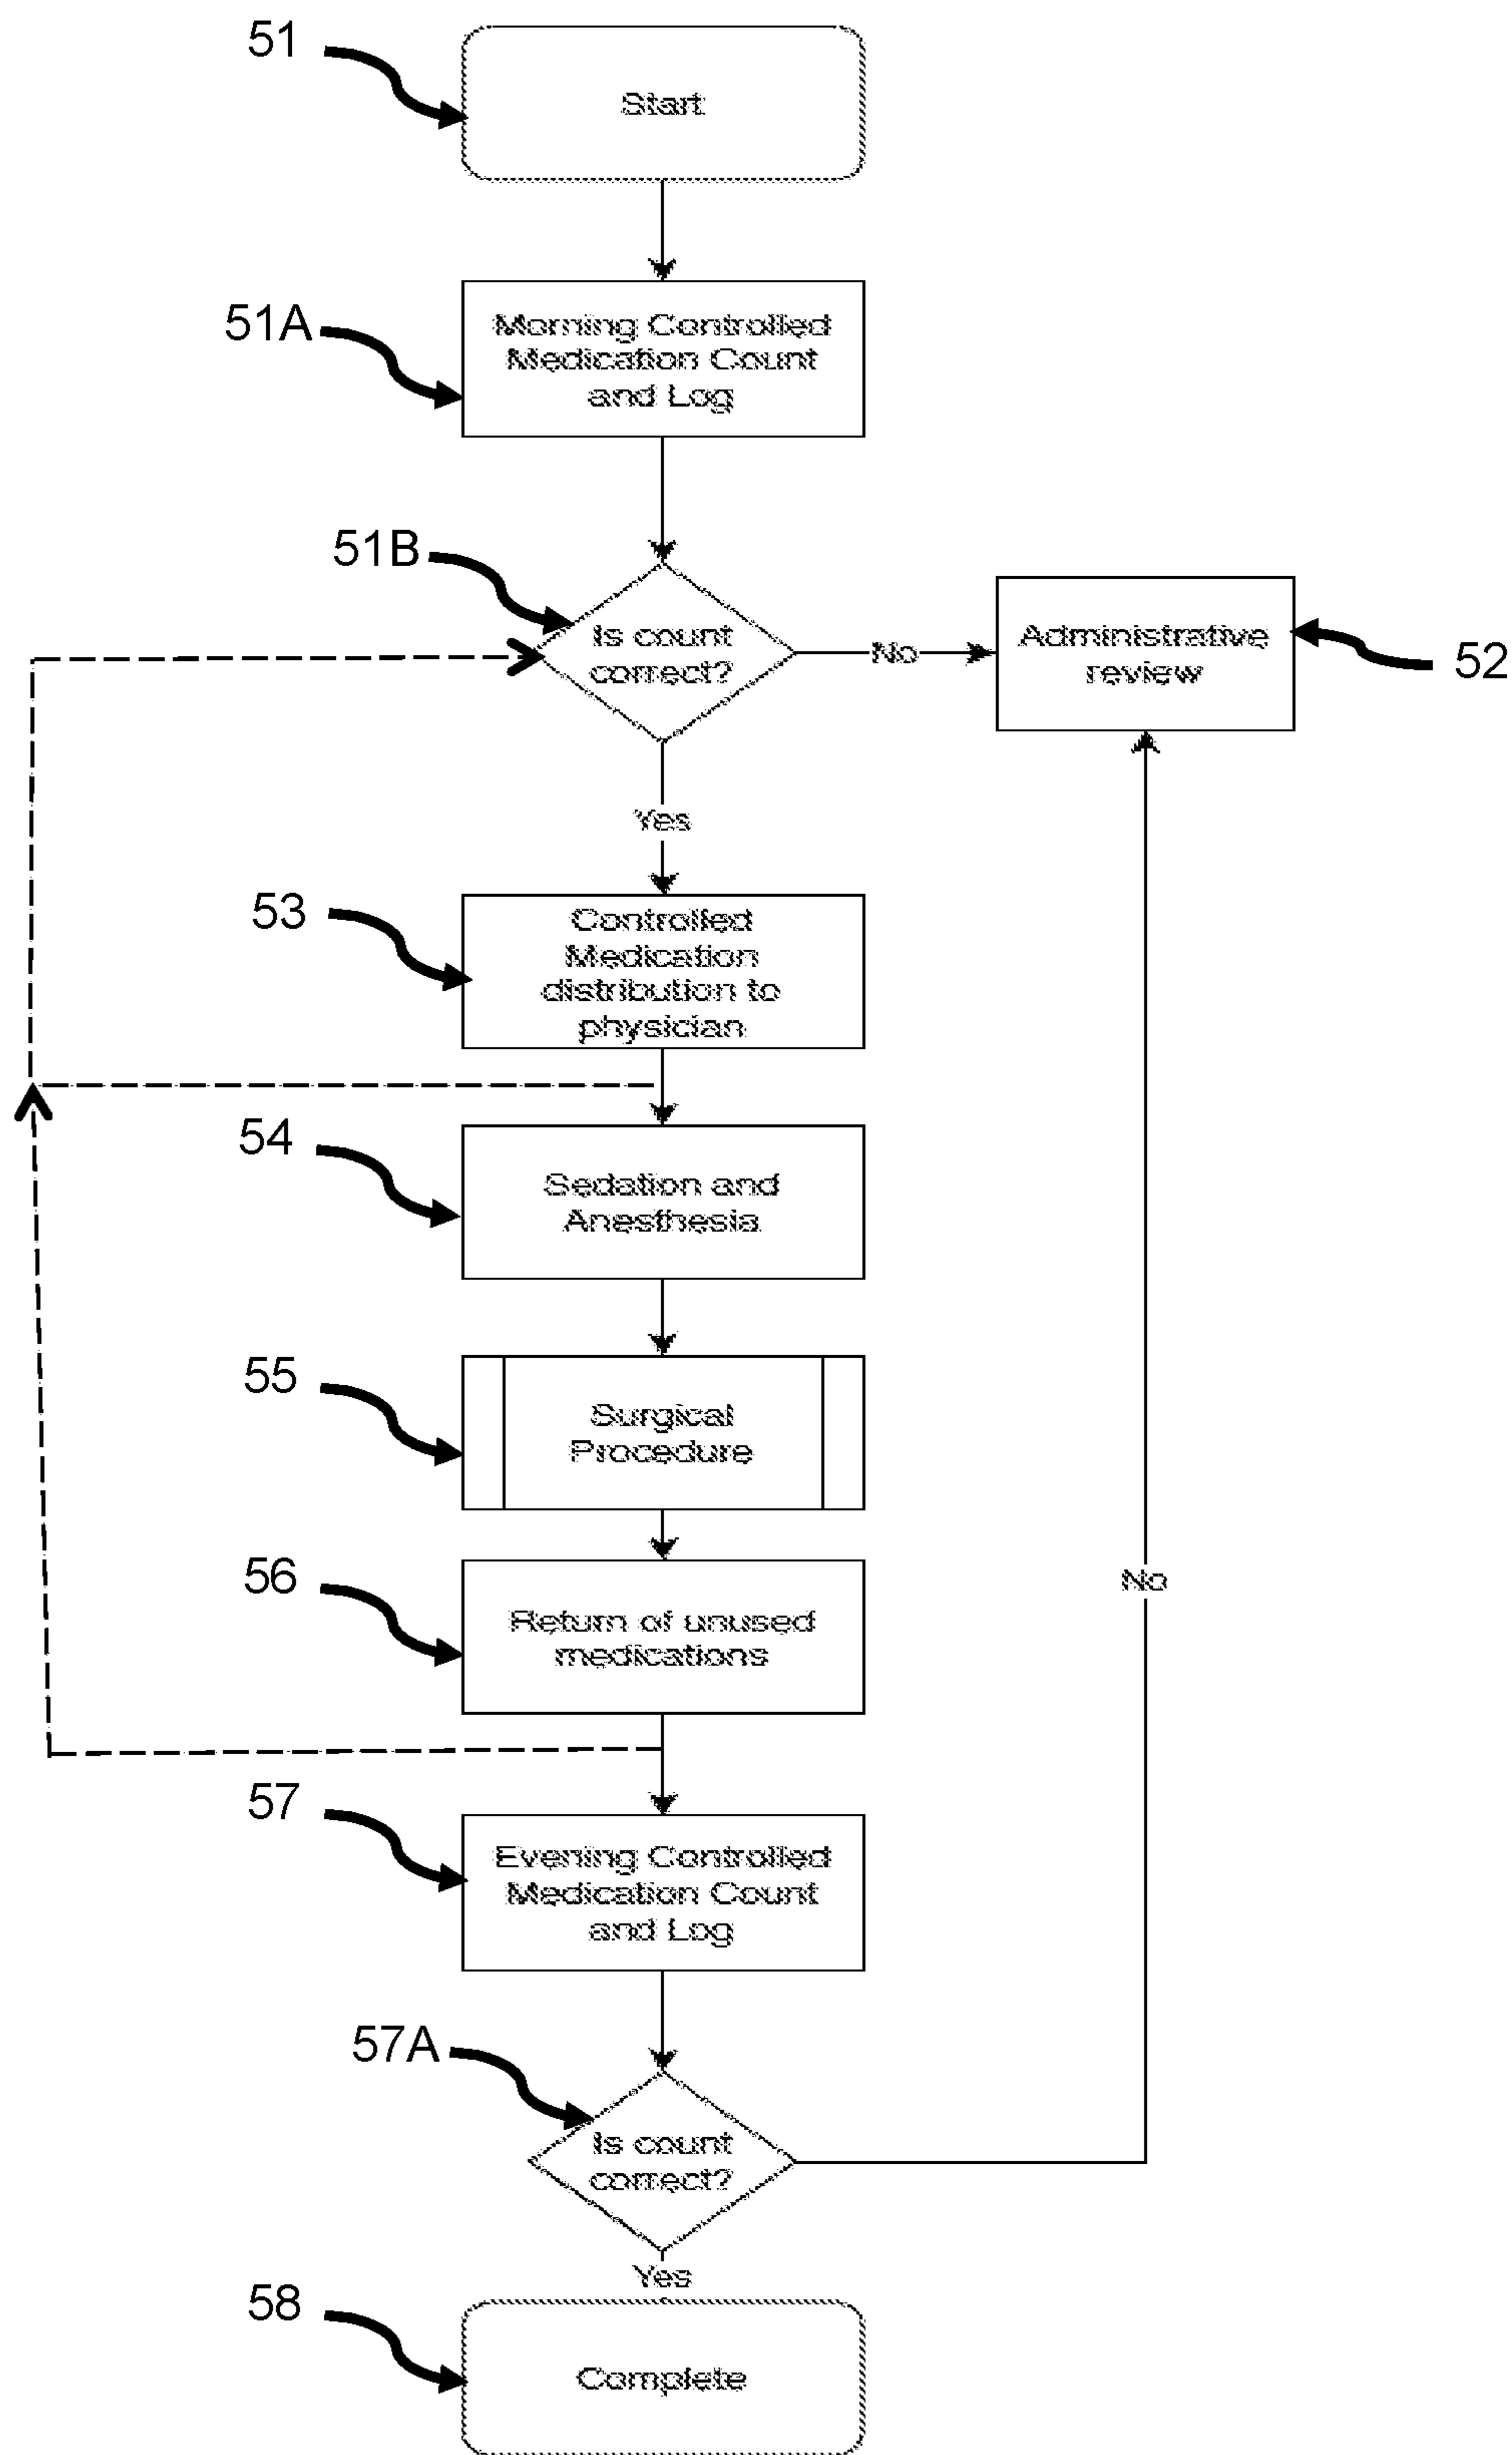 51
Start
51A
Morning Controlled
Medication Count
and Log
51B
Is count
correct?
No
Administrative
review
52
Yes
53
Controlled
Medication
distribution to
physician
54
Sedation and
Anesthesia
55
Surgical
Procedure
56
Return of unused
medications
No
57
Evening Controlled
Medication Count
and Log
57A
Is count
correct?
Yes
58
Complete